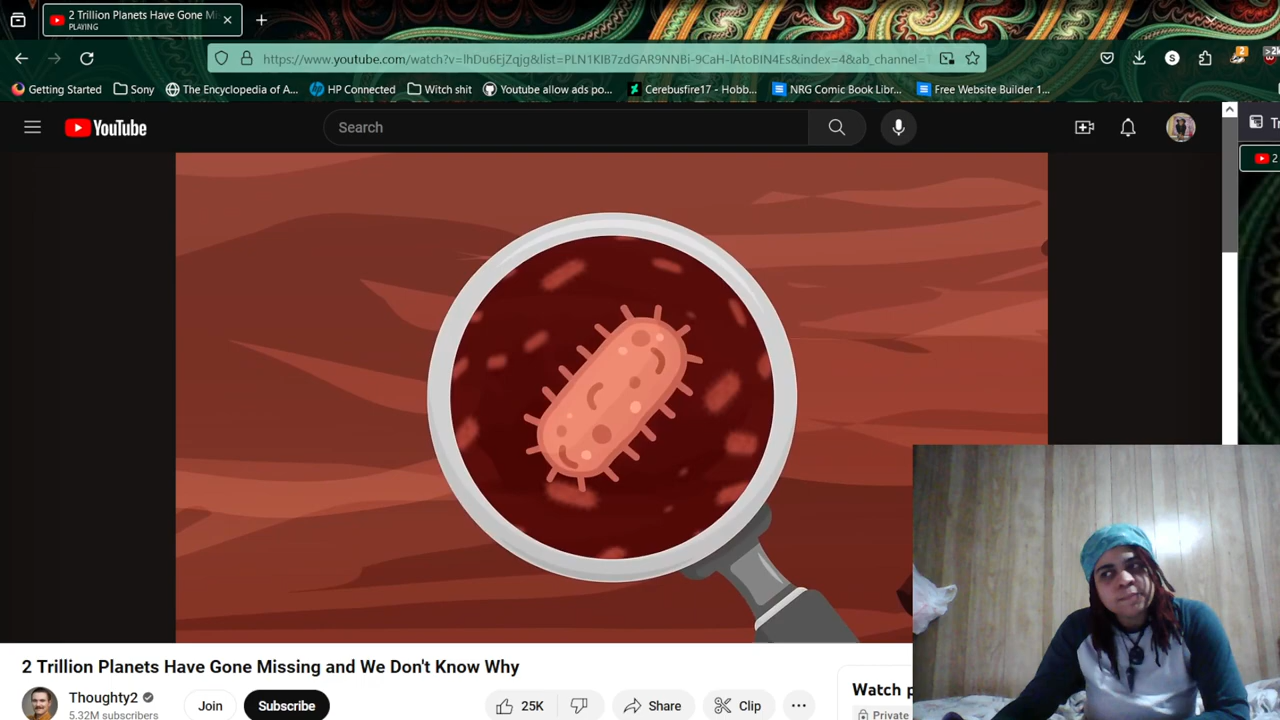 2 Trillion Planets Have Gone Mi
PLAYING
https://www.youtube.com/watch?v=lhDu6EjZqjg&list=PLN1KIB7zdGAR9NNBi-9CaH-lAtoBIN4Es&index=4&ab_channel=
S
2
Getting Started
Sony
The Encyclopedia of A...
HP Connected
Witch shit
Youtube allow ads po...
Cerebusfire17 - Hobb...
NRG Comic Book Libr...
Free Website Builder 1...
YouTube
Search
2
2 Trillion Planets Have Gone Missing and We Don't Know Why
Thoughty2
5.32M subscribers
Join
Subscribe
25K
Share
Clip
Watch
Private